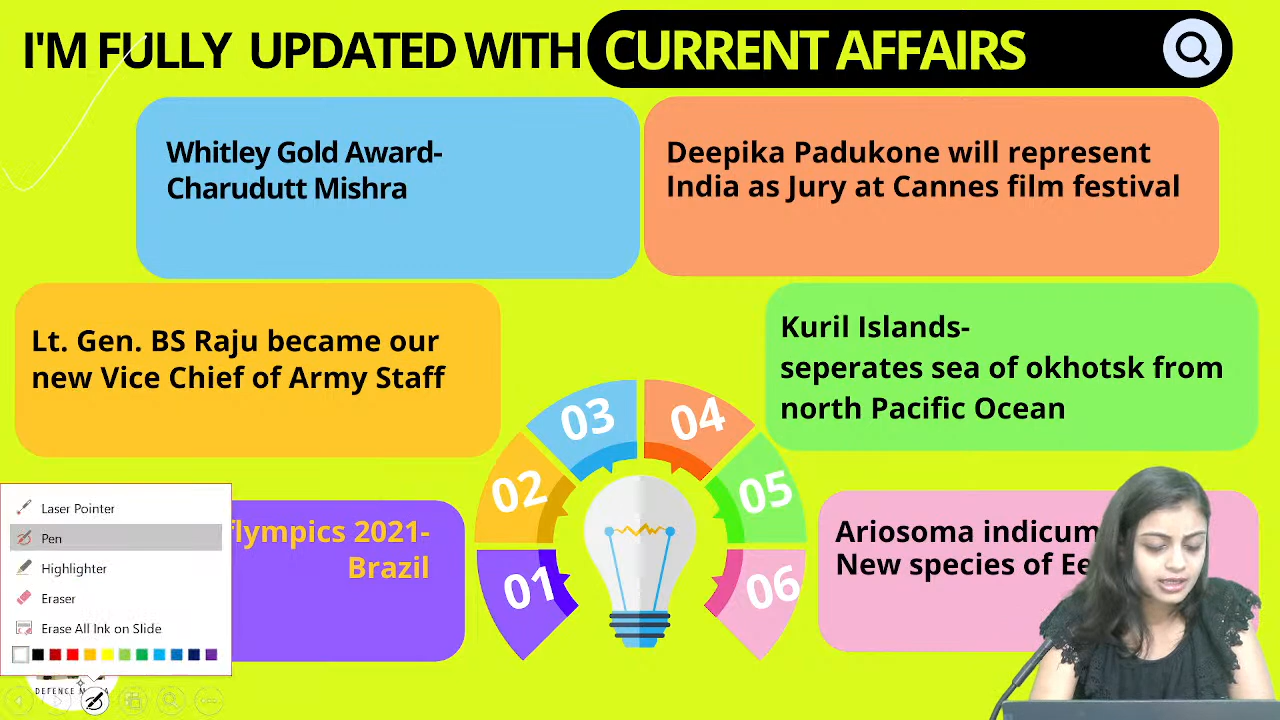 I'M FULLY UPDATED WITH CURRENT AFFAIRS
Whitley Gold Award-
Charudutt Mishra
Deepika Padukone will represent
India as Jury at Cannes film festival
Lt. Gen. BS Raju became our
new Vice Chief of Army Staff
Kuril Islands-
seperates sea of okhotsk from
north Pacific Ocean
03
04
02
05
01
06
flympics 2021-
Brazil
Ariosoma indicum
New species of Ee
Laser Pointer
Pen
Highlighter
Eraser
Erase All Ink on Slide
DEFENCE